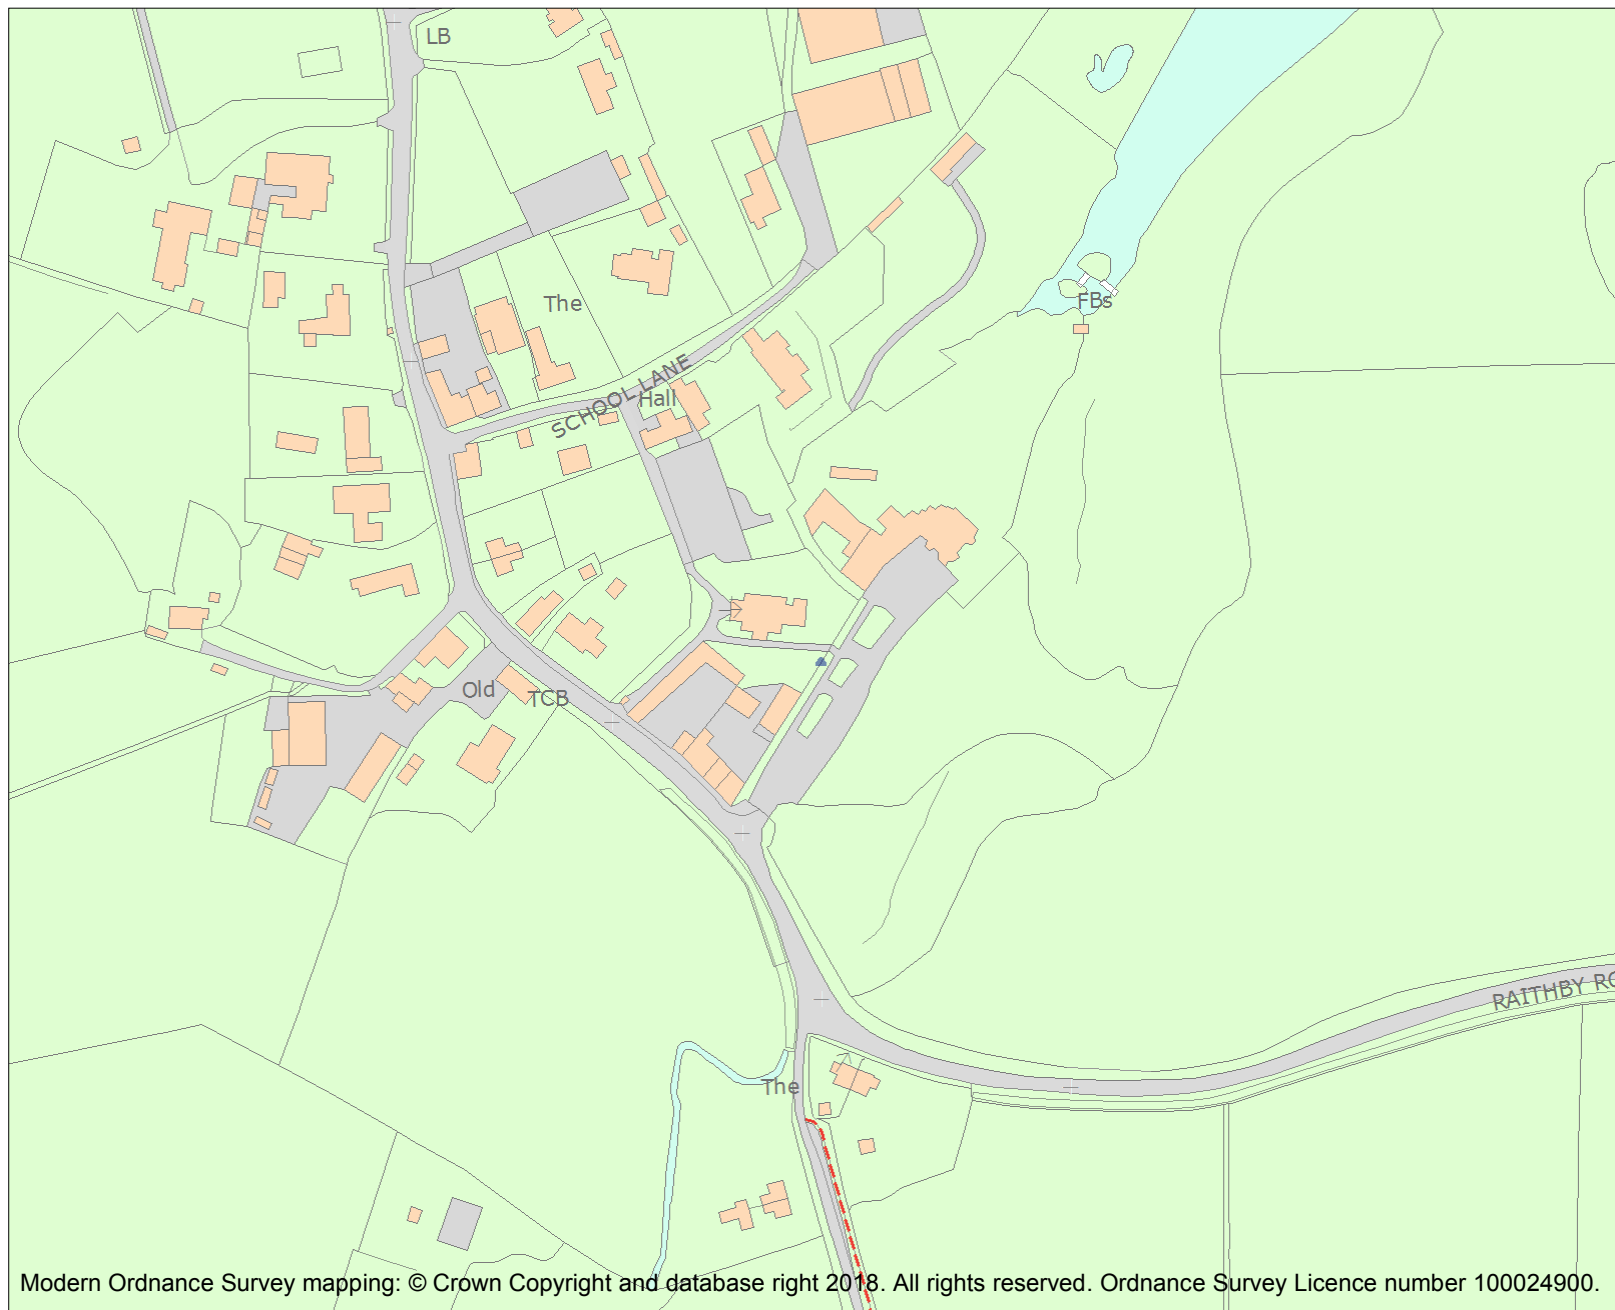 LB
The
FBs
SCHOOL LANE
Hall
Old
TCB
RAITHBY RO
The
Modern Ordnance Survey mapping: © Crown Copyright and database right 2018. All rights reserved. Ordnance Survey Licence number 100024900.